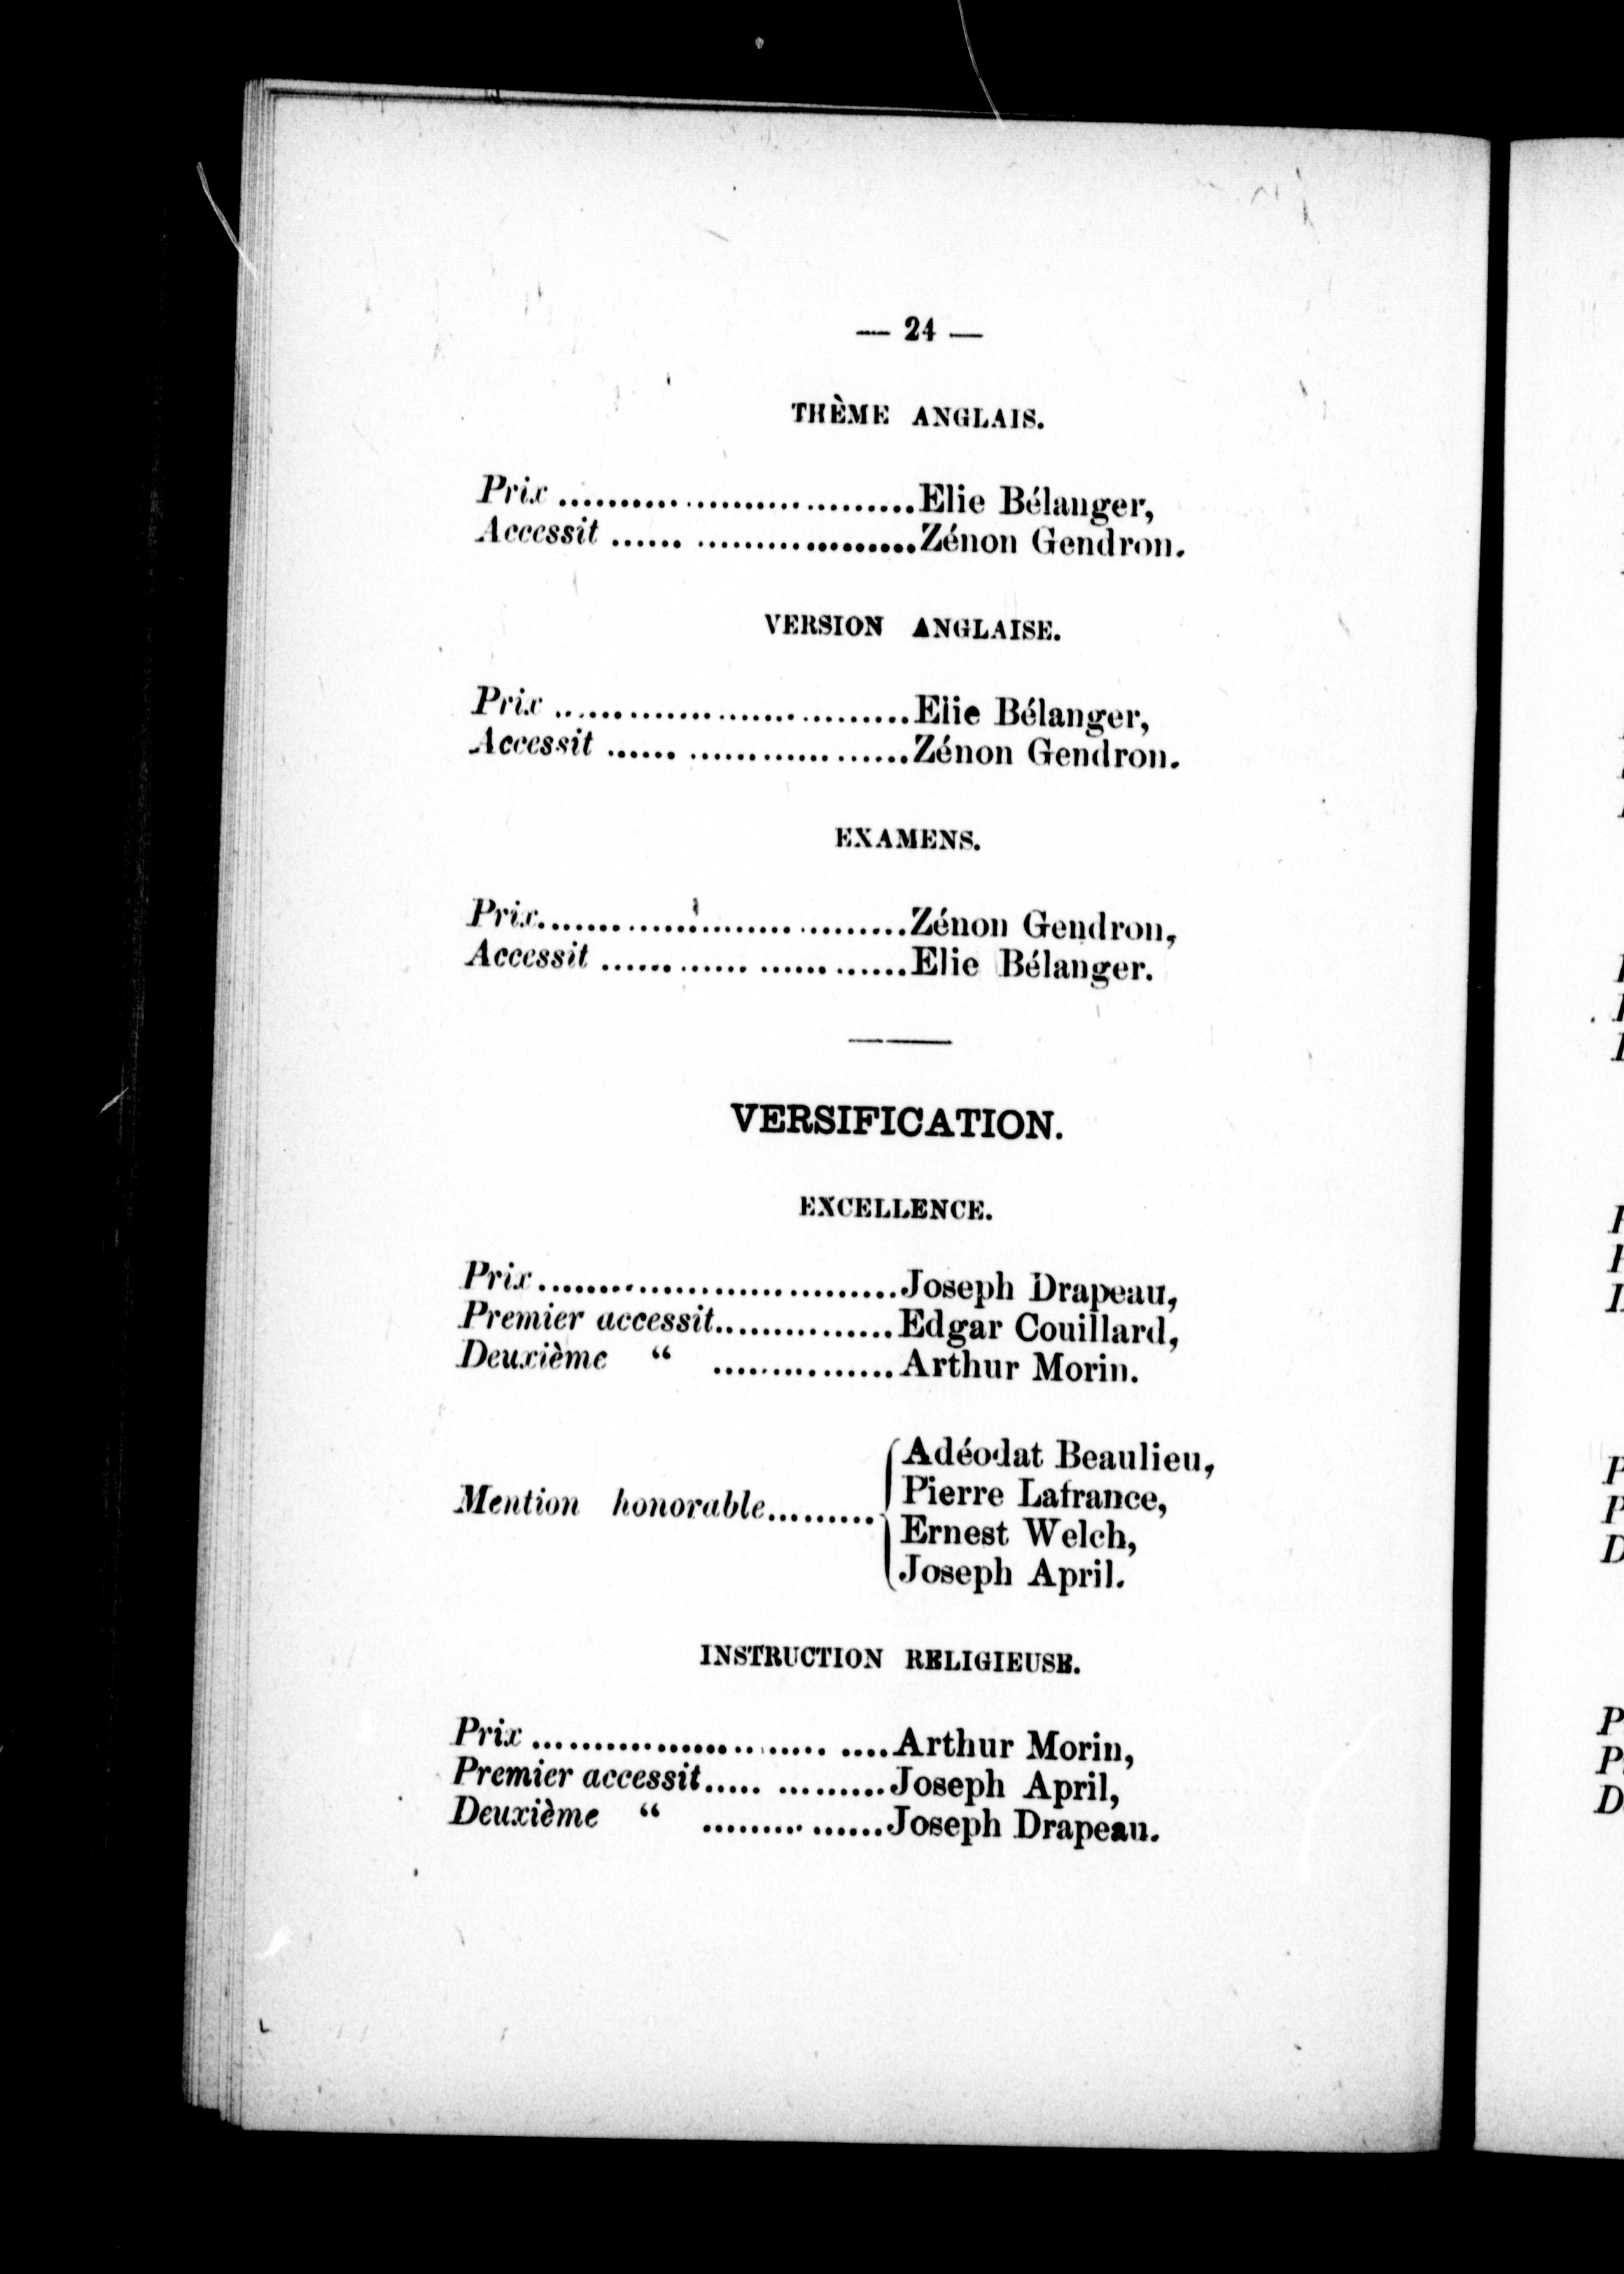 — 24 —
THÈME ANGLAIS.
Prix ....................................Elie Bélanger,
Accessit ...... ......................Zénon Gendron.
VERSION ANGLAISE.
Prix ....................................Elie Bélanger,
Accessit ...... ......................Zénon Gendron.
EXAMENS.
Prix.....................................Zénon Gendron,
Accessit ...... ...... ...... ......Elie Bélanger.
VERSIFICATION.
EXCELLENCE.
Prix....................................Joseph Drapeau,
Premier accessit..................Edgar Couillard,
Deuxième “ ..................Arthur Morin.
Adéodat Beaulieu,
Pierre Lafrance,
Mention honorable.........
Ernest Welch,
Joseph April.
INSTRUCTION RELIGIEUSE.
Prix .............................. ....Arthur Morin,
Premier accessit..... .........Joseph April,
Deuxième “ ......... ......Joseph Drapeau.